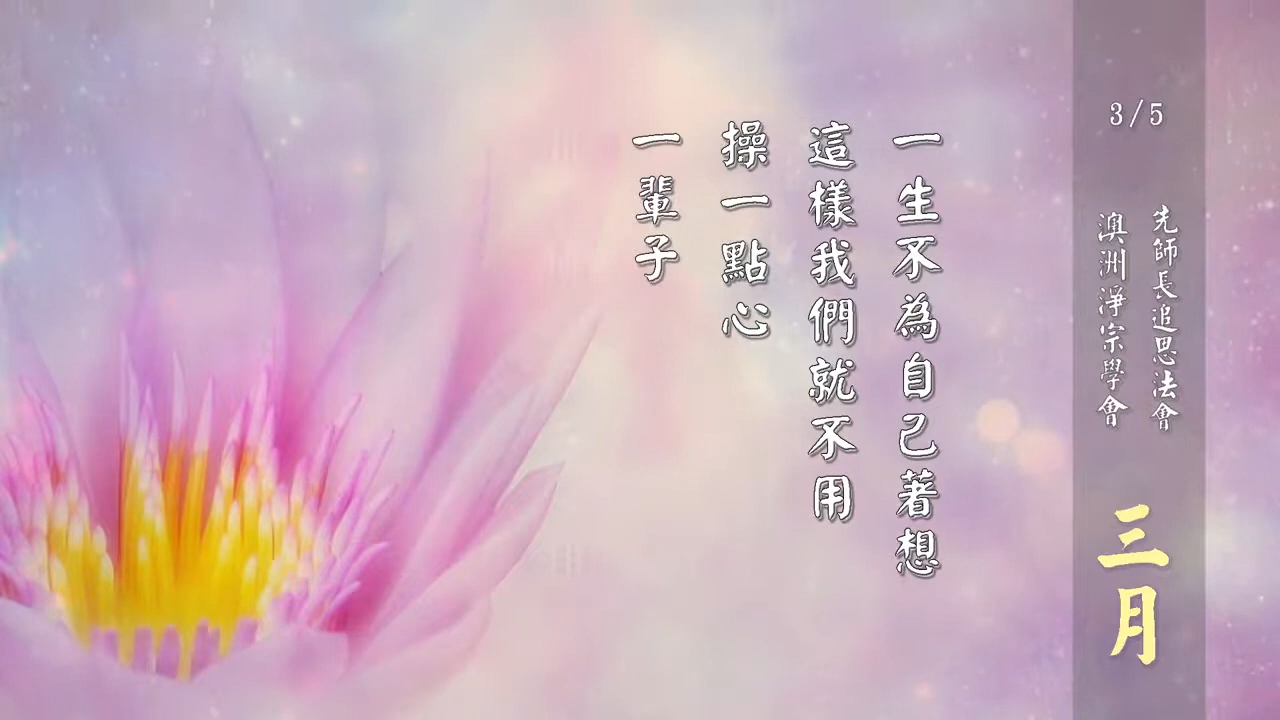 3/5
先師長追思法會
澳洲淨宗學會
三月
一生不為自己著想
這樣我們就不用
操一點心
一輩子